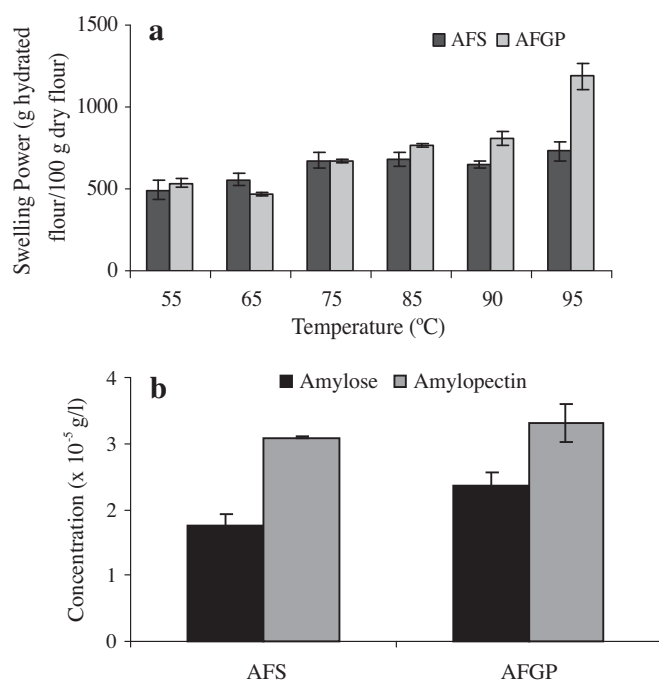 a
AFS AFGP
1500
1000
500
0
Swelling Power (g hydrated
flour/100 g dry flour)
55 65 75 85 90 95
Temperature (ºC)
b
Amylose Amylopectin
4
3
2
1
0
Concentration (x 10⁻⁵ g/l)
AFS AFGP